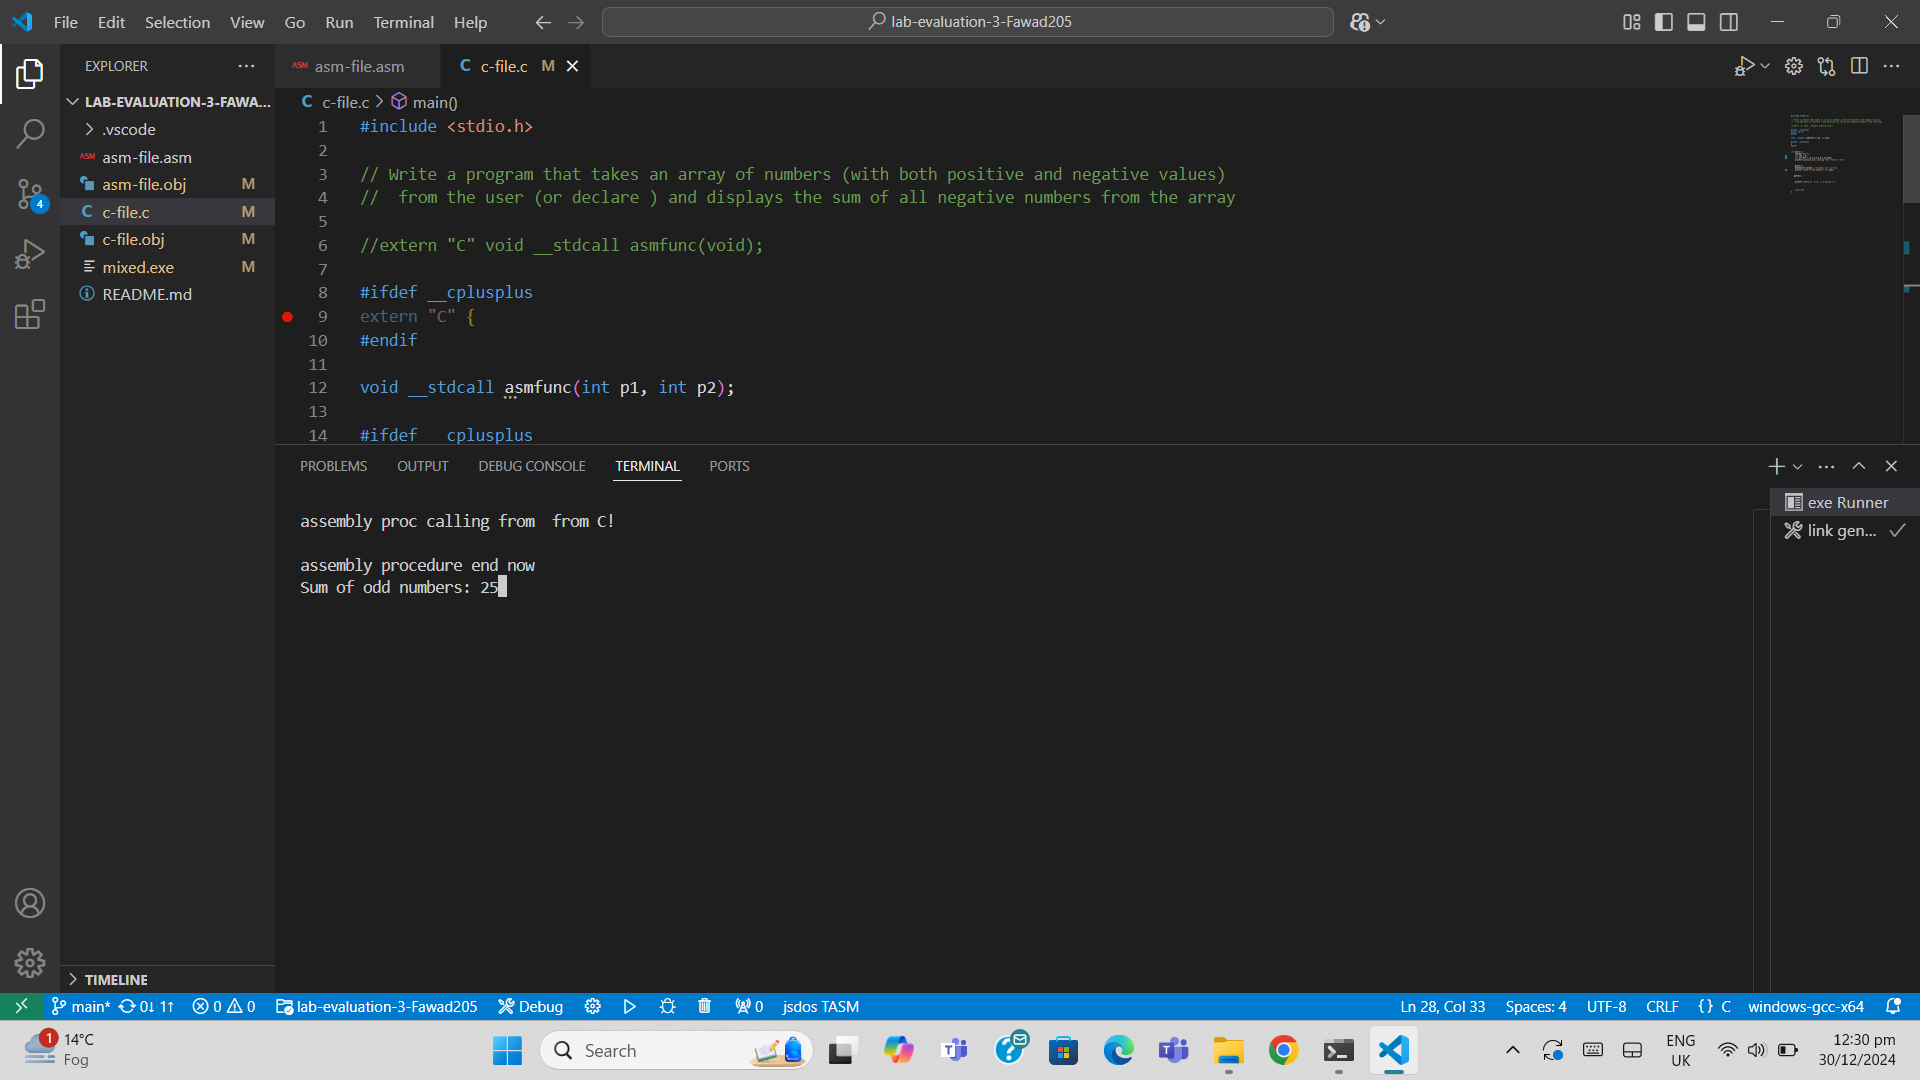 File Edit Selection View Go Run Terminal Help
lab-evaluation-3-Fawad205
EXPLORER
LAB-EVALUATION-3-FAWA...
.vscode
ASM asm-file.asm
asm-file.obj M
C c-file.c M
c-file.obj M
mixed.exe M
README.md
4
TIMELINE
ASM asm-file.asm
C c-file.c M
C c-file.c > main()
1 #include <stdio.h>
2
3 // Write a program that takes an array of numbers (with both positive and negative values)
4 //  from the user (or declare ) and displays the sum of all negative numbers from the array
5
6 //extern "C" void __stdcall asmfunc(void);
7
8 #ifdef __cplusplus
9 extern "C" {
10 #endif
11
12 void __stdcall asmfunc(int p1, int p2);
13
14 #ifdef __cplusplus
PROBLEMS OUTPUT DEBUG CONSOLE TERMINAL PORTS
assembly proc calling from  from C!
assembly procedure end now
Sum of odd numbers: 25
exe Runner
link gen...
main* 0↓ 1↑ 0 0 lab-evaluation-3-Fawad205 Debug 0 jsdos TASM
Ln 28, Col 33 Spaces: 4 UTF-8 CRLF {} C windows-gcc-x64
1
14°C
Fog
Search
ENG
UK
12:30 pm
30/12/2024